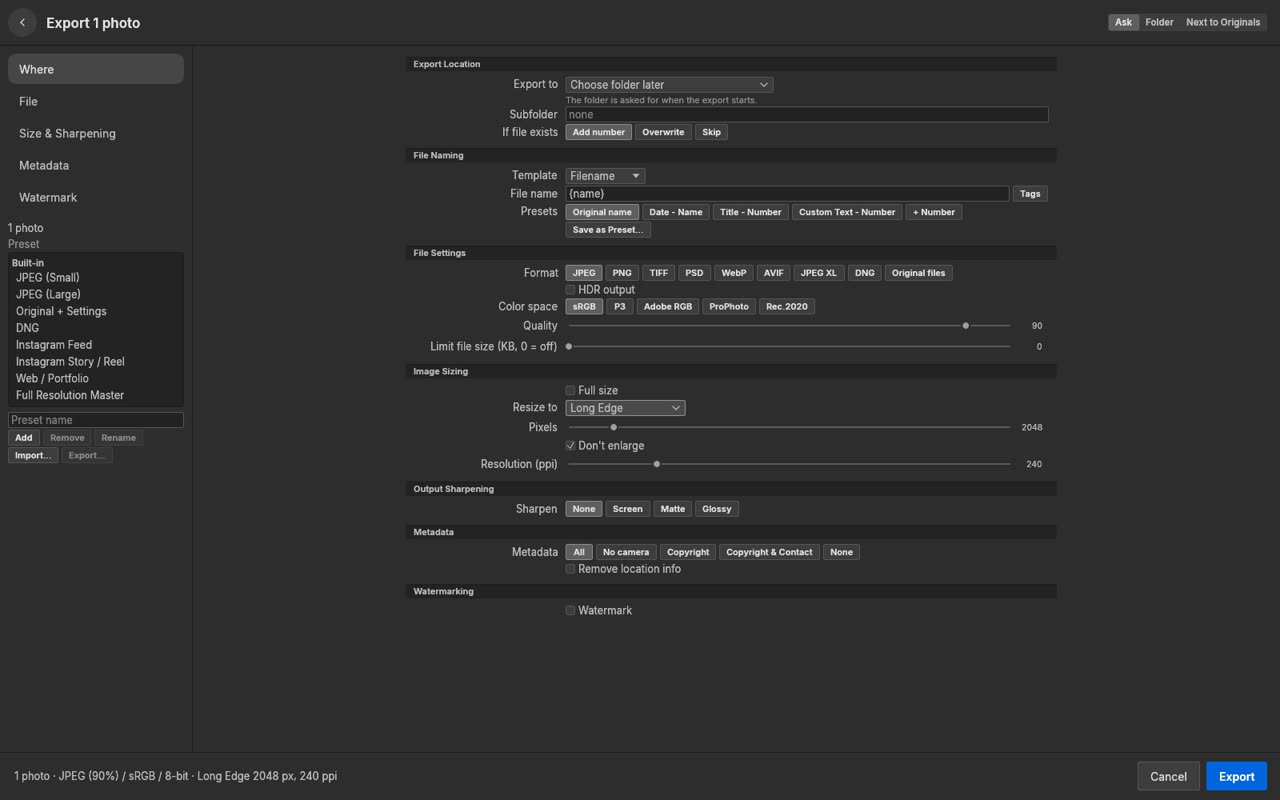 Export 1 photo
Ask Folder Next to Originals
Where
File
Size & Sharpening
Metadata
Watermark
1 photo
Preset
Built-in
JPEG (Small)
JPEG (Large)
Original + Settings
DNG
Instagram Feed
Instagram Story / Reel
Web / Portfolio
Full Resolution Master
Preset name
Add Remove Rename
Import... Export...
Export Location
Export to Choose folder later
The folder is asked for when the export starts.
Subfolder none
If file exists Add number Overwrite Skip
File Naming
Template Filename
File name {name} Tags
Presets Original name Date - Name Title - Number Custom Text - Number + Number
Save as Preset...
File Settings
Format JPEG PNG TIFF PSD WebP AVIF JPEG XL DNG Original files
HDR output
Color space sRGB P3 Adobe RGB ProPhoto Rec.2020
Quality 90
Limit file size (KB, 0 = off) 0
Image Sizing
Full size
Resize to Long Edge
Pixels 2048
Don't enlarge
Resolution (ppi) 240
Output Sharpening
Sharpen None Screen Matte Glossy
Metadata
Metadata All No camera Copyright Copyright & Contact None
Remove location info
Watermarking
Watermark
1 photo · JPEG (90%) / sRGB / 8-bit · Long Edge 2048 px, 240 ppi
Cancel Export